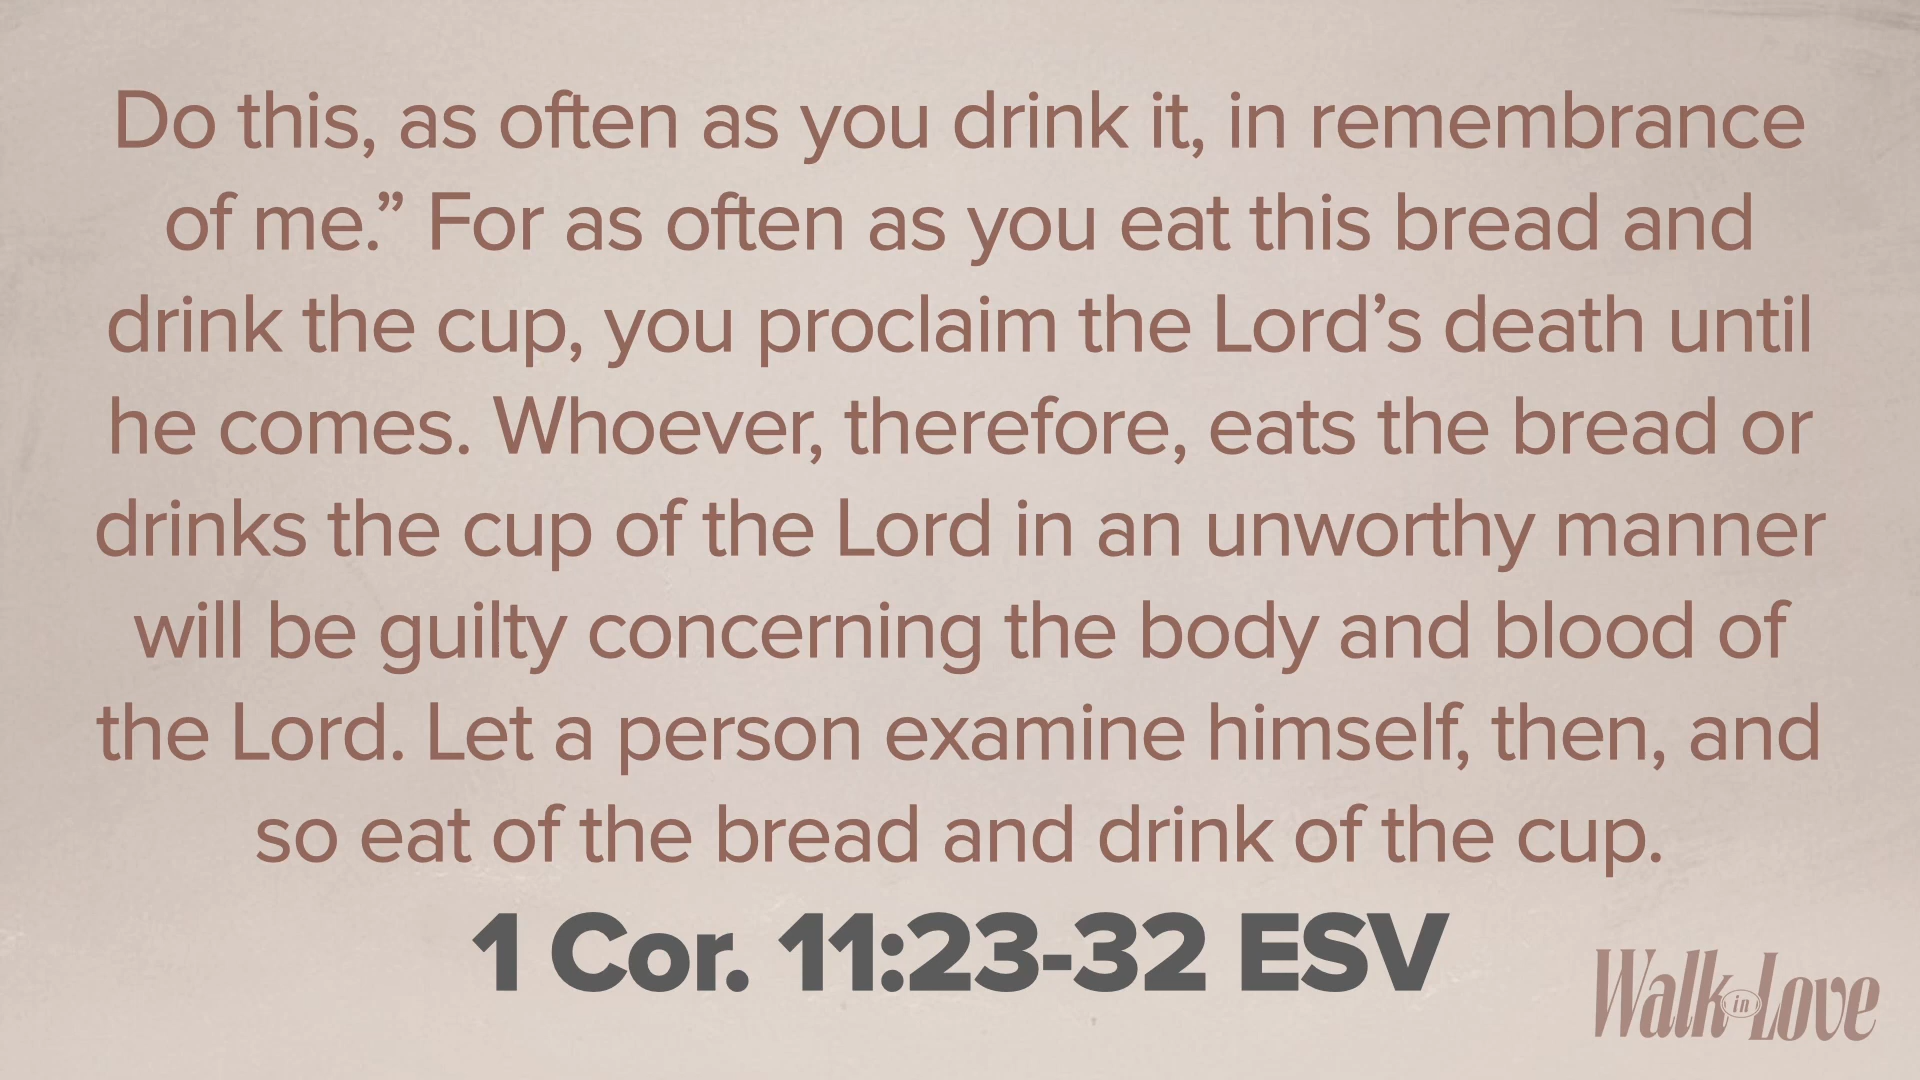 Do this, as often as you drink it, in remembrance
of me.” For as often as you eat this bread and
drink the cup, you proclaim the Lord’s death until
he comes. Whoever, therefore, eats the bread or
drinks the cup of the Lord in an unworthy manner
will be guilty concerning the body and blood of
the Lord. Let a person examine himself, then, and
so eat of the bread and drink of the cup.
1 Cor. 11:23-32 ESV
Walk in Love